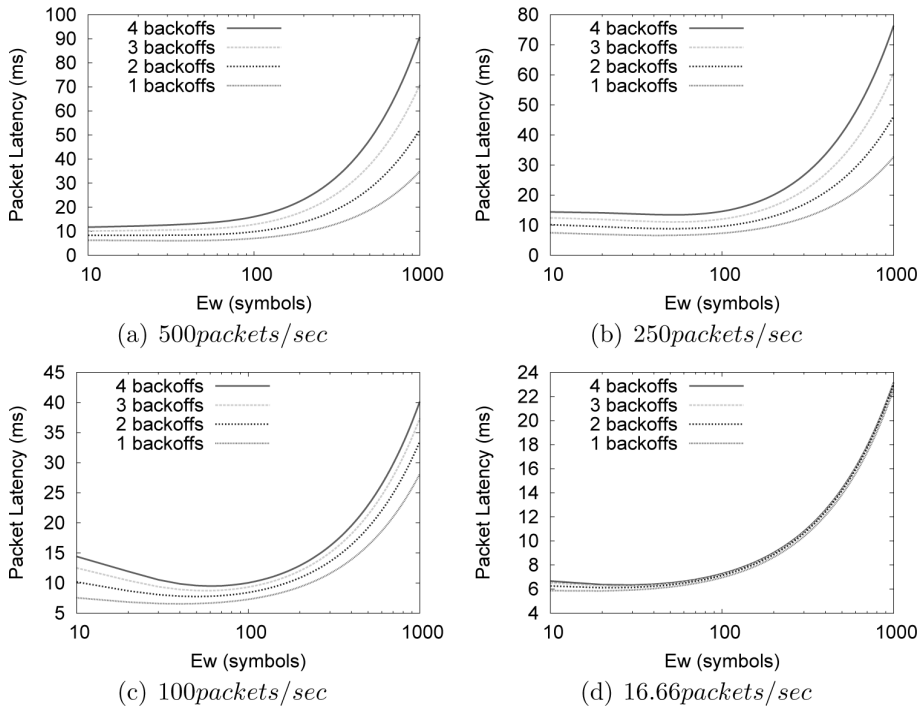 100
90
80
70
60
50
40
30
20
10
0
Packet Latency (ms)
4 backoffs
3 backoffs
2 backoffs
1 backoffs
10 100 1000
Ew (symbols)
(a) 500packets/sec
80
70
60
50
40
30
20
10
0
Packet Latency (ms)
4 backoffs
3 backoffs
2 backoffs
1 backoffs
10 100 1000
Ew (symbols)
(b) 250packets/sec
45
40
35
30
25
20
15
10
5
Packet Latency (ms)
4 backoffs
3 backoffs
2 backoffs
1 backoffs
10 100 1000
Ew (symbols)
(c) 100packets/sec
24
22
20
18
16
14
12
10
8
6
4
Packet Latency (ms)
4 backoffs
3 backoffs
2 backoffs
1 backoffs
10 100 1000
Ew (symbols)
(d) 16.66packets/sec